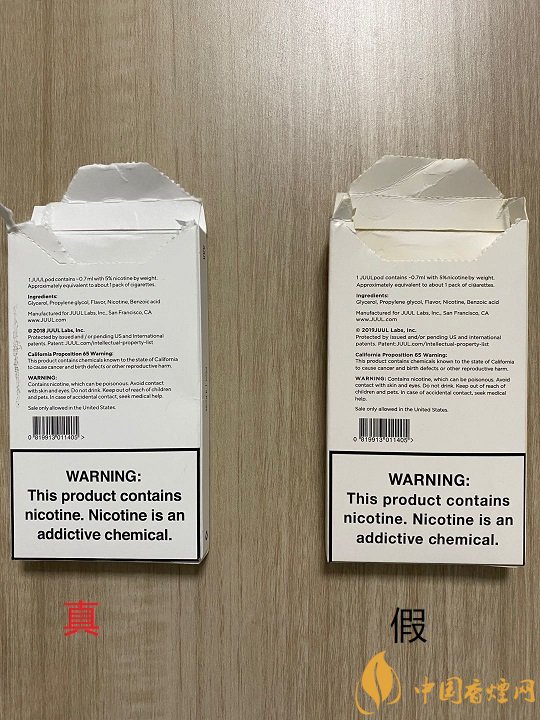 1 JUULpod contains ~0.7ml with 5% nicotine by weight.
Approximately equivalent to about 1 pack of cigarettes.
Ingredients:
Glycerol, Propylene glycol, Flavor, Nicotine, Benzoic acid
Manufactured for JUUL Labs, Inc., San Francisco, CA
www.JUUL.com
© 2018 JUUL Labs, Inc.
Protected by issued and / or pending US and International
patents. Patent: JUUL.com/intellectual-property-list
California Proposition 65 Warning:
This product contains chemicals known to the state of California
to cause cancer and birth defects or other reproductive harm.
WARNING:
Contains nicotine, which can be poisonous. Avoid contact
with skin and eyes. Do not drink. Keep out of reach of children
and pets. In case of accidental contact, seek medical help.
Sale only allowed in the United States.
0 819913 011405 >
WARNING:
This product contains
nicotine. Nicotine is an
addictive chemical.
真
1 JUULpod contains ~0.7ml with 5%nicotine by weight.
Approximately equivalent to about 1 pack of cigarettes.
Ingredients:
Glycerol, Propylene glycol, Flavor, Nicotine, Benzoic acid
Manufactured for JUUL Labs, Inc., San Francisco, CA
www.JUUL.com
© 2019JUUL Labs, Inc.
Protected by issued and/or pending US and International
patents. Patent: JUUL.com/intellectual-property-list
California Proposition 65 Warning:
This product contains chemicals known to the state of California
to cause cancer and birth defects or other reproductive harm.
WARNING: Contains nicotine, which can be poisonous. Avoid
contact with skin and eyes. Do not drink. Keep out of reach of
children and pets. In case of accidental contact, seek medical
help.
Sale only allowed in the United States.
0 819913 011405 >
WARNING:
This product contains
nicotine. Nicotine is an
addictive chemical.
假
中国香烟网